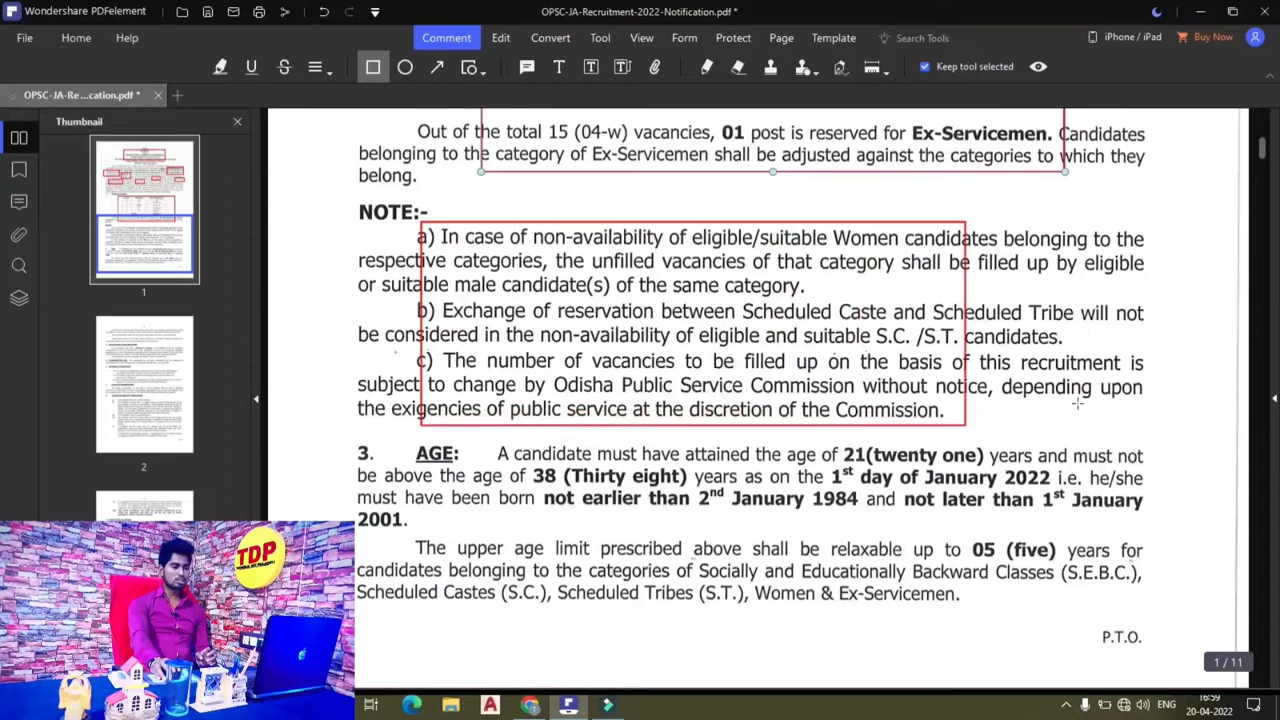 Wondershare PDFelement
OPSC-JA-Recruitment-2022-Notification.pdf *
File Home Help Comment Edit Convert Tool View Form Protect Page Template Search Tools iPhone / iPad Buy Now
Keep tool selected
OPSC-JA-Re...cation.pdf *
Thumbnail
1
2
Out of the total 15 (04-w) vacancies, 01 post is reserved for Ex-Servicemen. Candidates
belonging to the category of Ex-Servicemen shall be adjusted against the categories to which they
belong.
NOTE:-
a) In case of non-availability of eligible/suitable Women candidates belonging to the
respective categories, the unfilled vacancies of that category shall be filled up by eligible
or suitable male candidate(s) of the same category.
b) Exchange of reservation between Scheduled Caste and Scheduled Tribe will not
be considered in the non-availability of eligible and suitable S.C. /S.T. candidates.
c) The number of vacancies to be filled up on the basis of this recruitment is
subject to change by Odisha Public Service Commission without notice, depending upon
the exigencies of public service at the discretion of the Commission.
3. AGE: A candidate must have attained the age of 21(twenty one) years and must not
be above the age of 38 (Thirty eight) years as on the 1st day of January 2022 i.e. he/she
must have been born not earlier than 2nd January 1984 and not later than 1st January
2001.
The upper age limit prescribed above shall be relaxable up to 05 (five) years for
candidates belonging to the categories of Socially and Educationally Backward Classes (S.E.B.C.),
Scheduled Castes (S.C.), Scheduled Tribes (S.T.), Women & Ex-Servicemen.
P.T.O.
1 / 11
TDP
ENG
16:59
20-04-2022